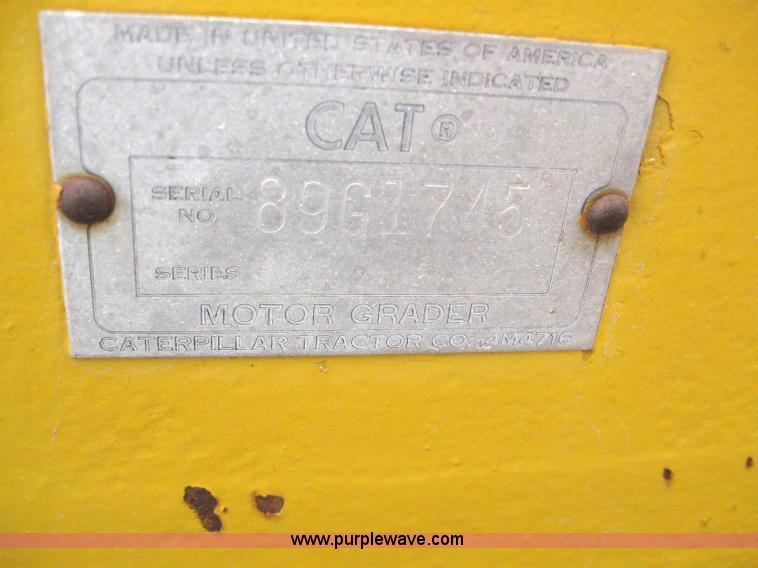 MADE IN UNITED STATES OF AMERICA
UNLESS OTHERWISE INDICATED
CAT ®
SERIAL NO. 89G1745
SERIES
MOTOR GRADER
CATERPILLAR TRACTOR CO. 4M4716
www.purplewave.com